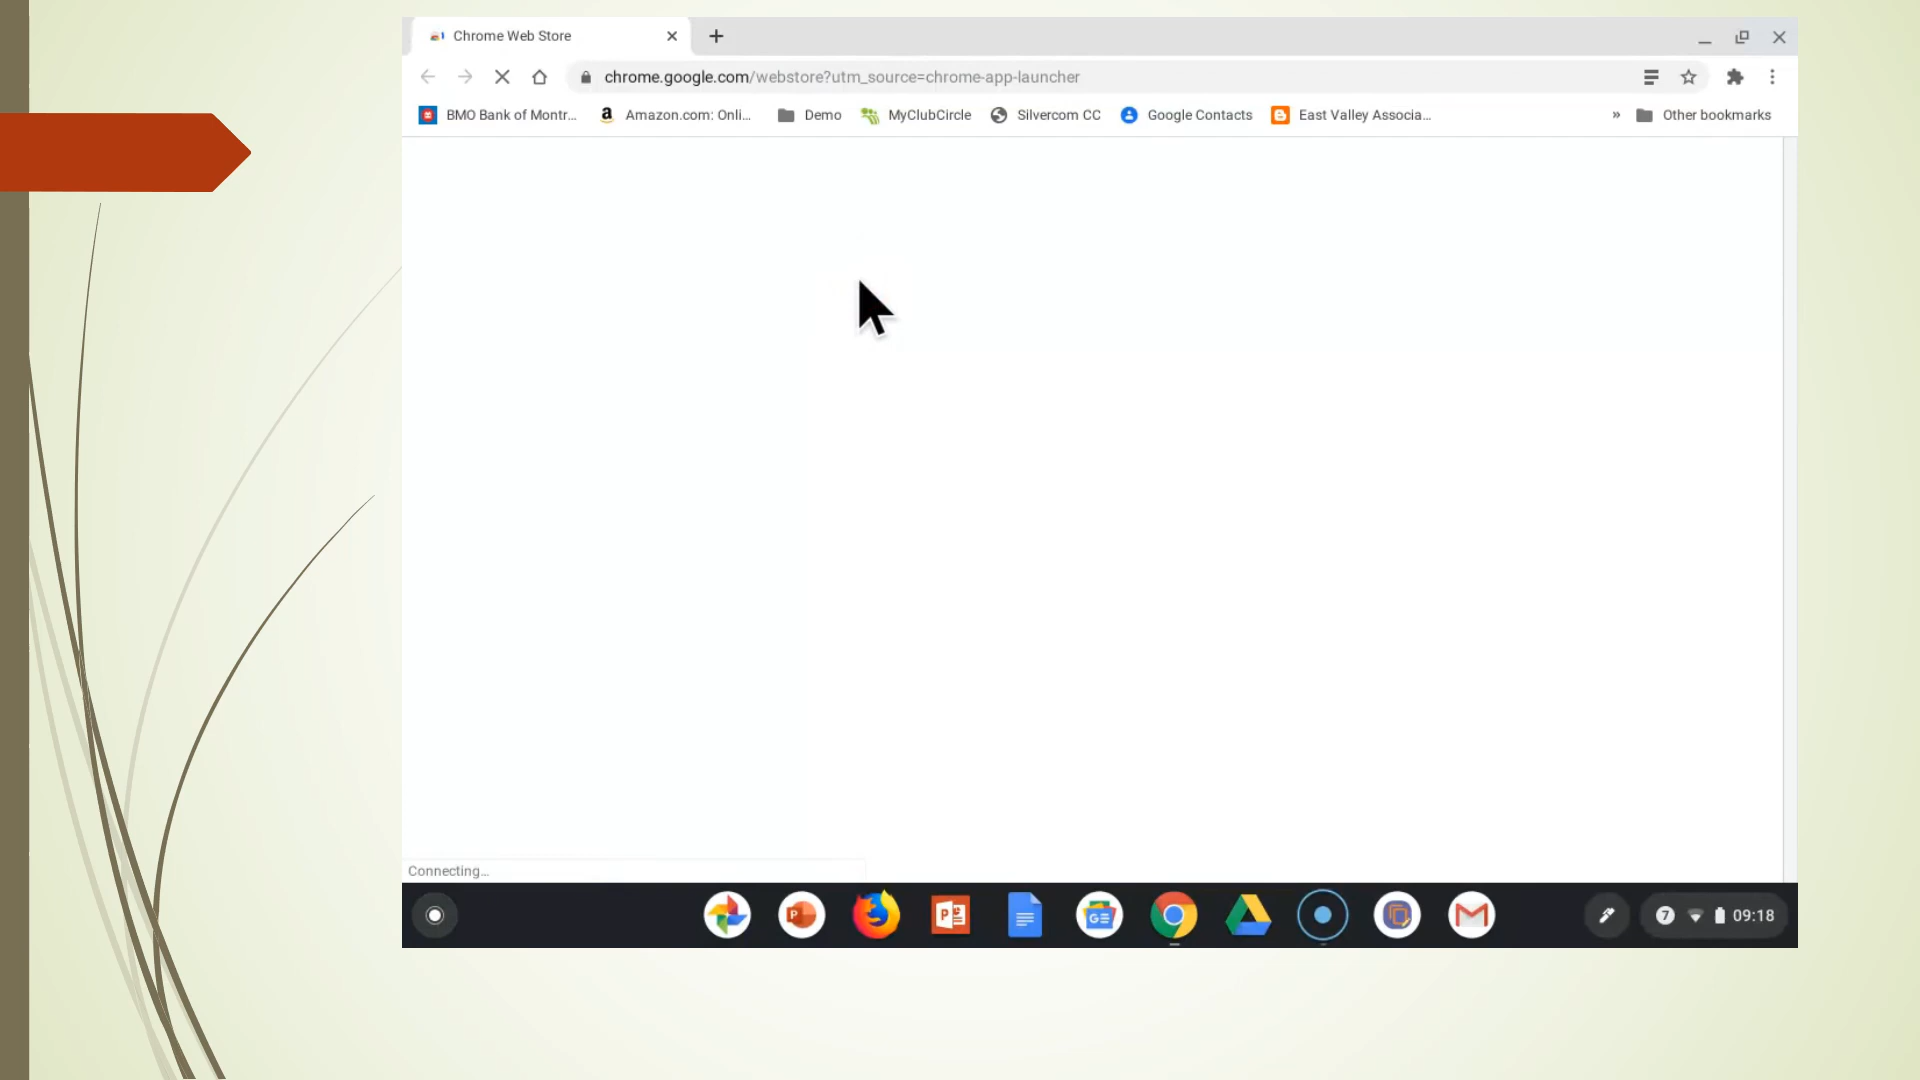 Chrome Web Store
chrome.google.com/webstore?utm_source=chrome-app-launcher
BMO Bank of Montr... a Amazon.com: Onli... Demo MyClubCircle Silvercom CC Google Contacts East Valley Associa... » Other bookmarks
Connecting...
P P GE 7 09:18